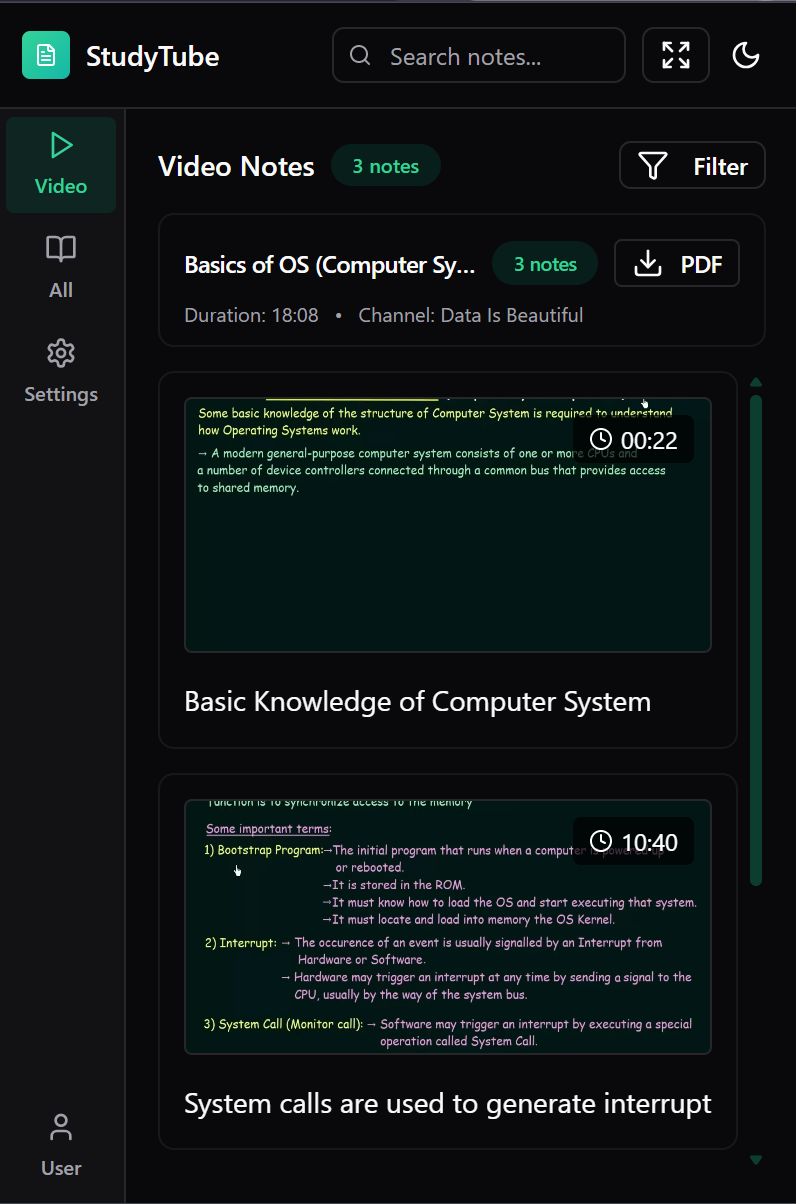 StudyTube
Search notes...
Video
All
Settings
User
Video Notes
3 notes
Filter
Basics of OS (Computer Sy...
3 notes
PDF
Duration: 18:08 • Channel: Data Is Beautiful
Some basic knowledge of the structure of Computer System is required to understand
how Operating Systems work.
00:22
→ A modern general-purpose computer system consists of one or more CPUs and
a number of device controllers connected through a common bus that provides access
to shared memory.
Basic Knowledge of Computer System
function is to synchronize access to the memory
Some important terms:
10:40
1) Bootstrap Program:→The initial program that runs when a computer is powered up
or rebooted.
→It is stored in the ROM.
→It must know how to load the OS and start executing that system.
→It must locate and load into memory the OS Kernel.
2) Interrupt: → The occurence of an event is usually signalled by an Interrupt from
Hardware or Software.
→ Hardware may trigger an interrupt at any time by sending a signal to the
CPU, usually by the way of the system bus.
3) System Call (Monitor call): → Software may trigger an interrupt by executing a special
operation called System Call.
System calls are used to generate interrupt